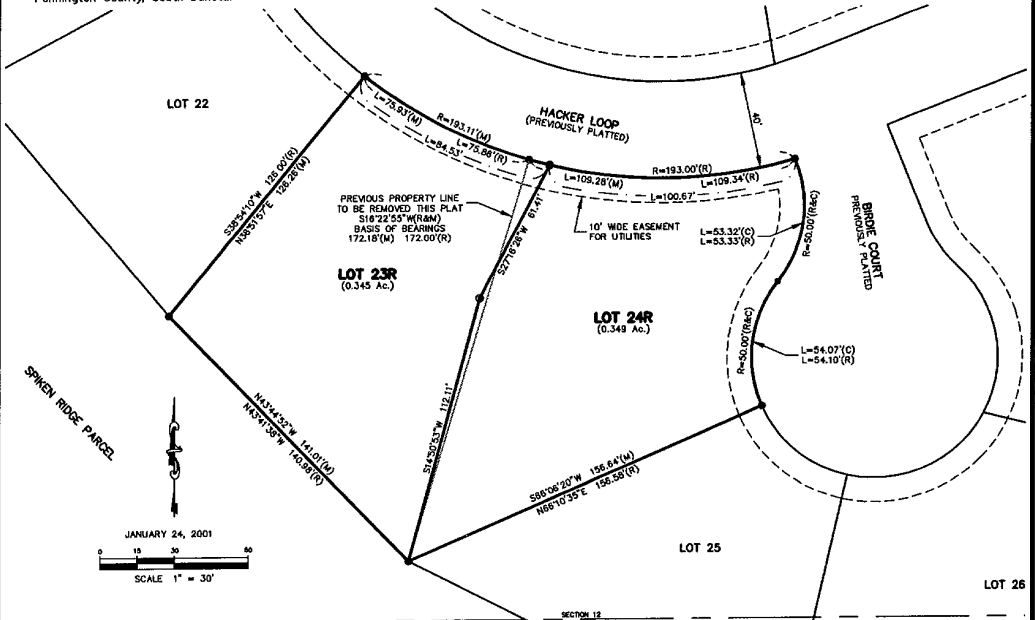 Pennington County, South Dakota
LOT 22
L=75.93'(M)
R=193.11'(M)
L=75.88'(R)
L=84.53'
HACKER LOOP
(PREVIOUSLY PLATTED)
40'
R=193.00'(R)
L=109.28'(M)
L=109.34'(R)
L=100.67'
S38°54'10"W 126.00'(R)
N38°51'57"E 126.26'(M)
PREVIOUS PROPERTY LINE
TO BE REMOVED THIS PLAT
S16°22'55"W(R&M)
BASIS OF BEARINGS
172.18'(M) 172.00'(R)
S27°16'26"W 61.41'
10' WIDE EASEMENT
FOR UTILITIES
L=53.32'(C)
L=53.33'(R)
R=50.00'(R&C)
BIRDIE COURT
PREVIOUSLY PLATTED
LOT 23R
(0.345 Ac.)
LOT 24R
(0.349 Ac.)
R=50.00'(R&C)
L=54.07'(C)
L=54.10'(R)
SPIKEN RIDGE PARCEL
N43°44'52"W 141.01'(M)
N43°41'38"W 140.98'(R)
S14°50'53"W 112.11'
S66°06'20"W 156.64'(M)
N66°10'35"E 156.58'(R)
JANUARY 24, 2001
0 15 30 60
SCALE 1" = 30'
LOT 25
LOT 26
SECTION 12